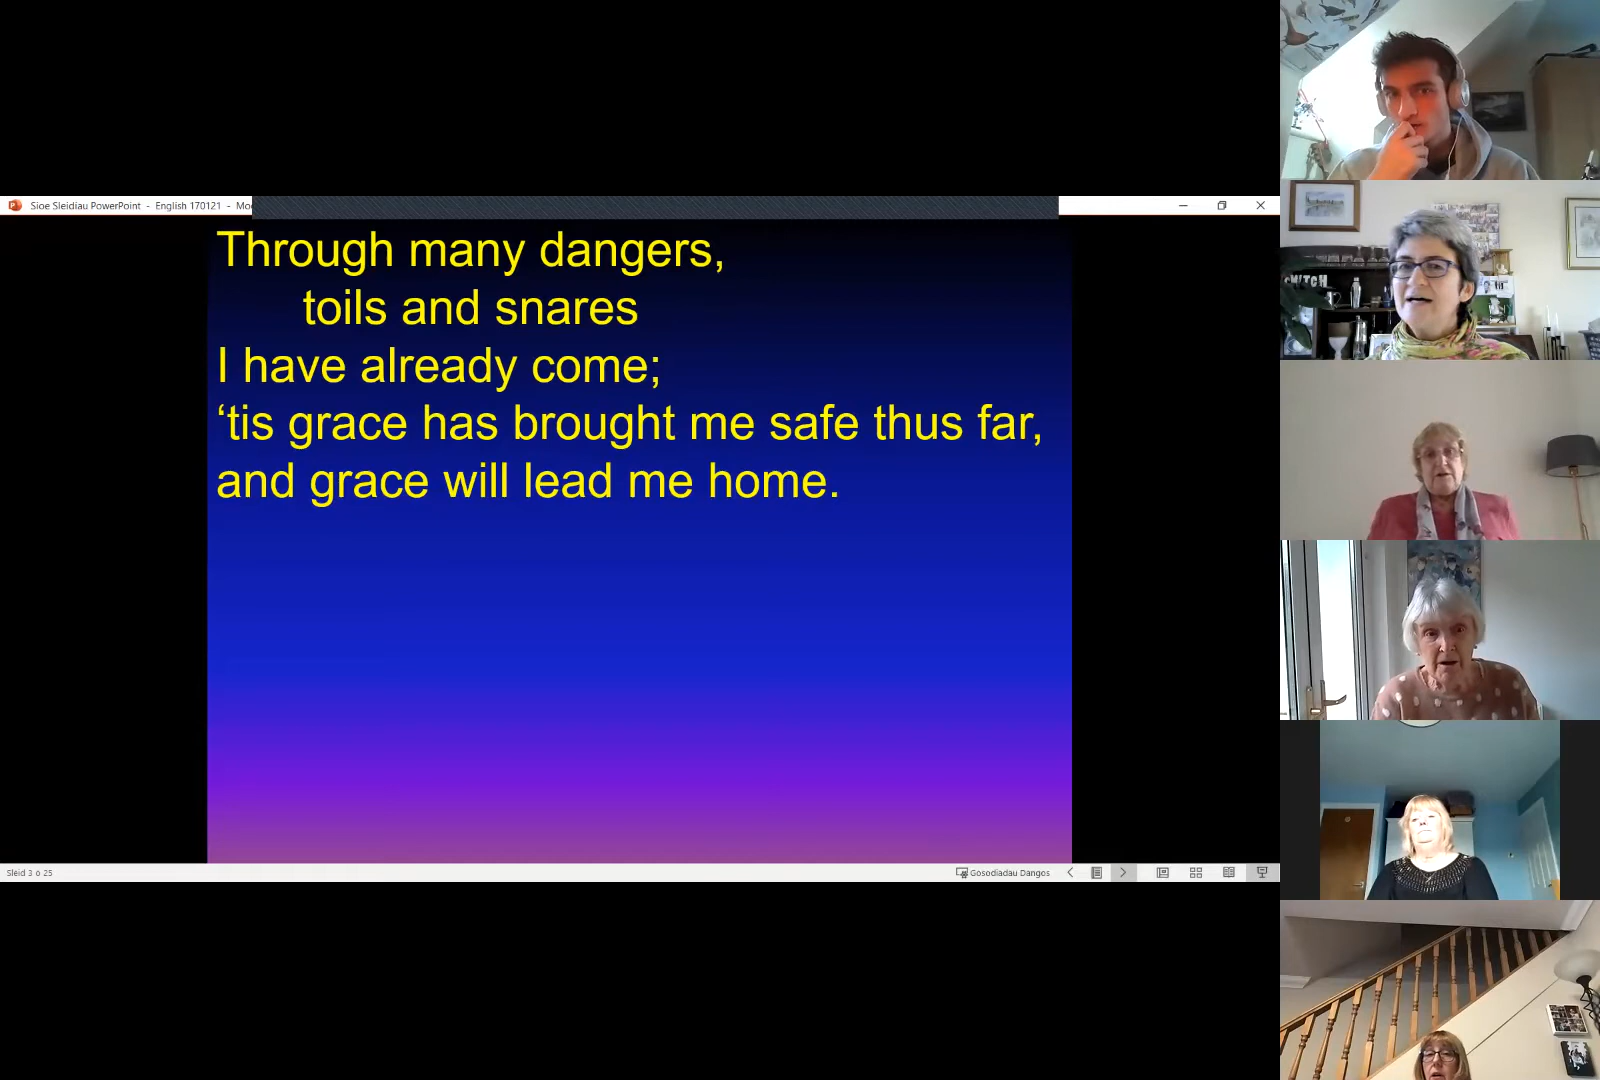 Sioe Sleidiau PowerPoint - English 170121 - Mo
Through many dangers,
toils and snares
I have already come;
‘tis grace has brought me safe thus far,
and grace will lead me home.
Sleid 3 o 25
Gosodiadau Dangos